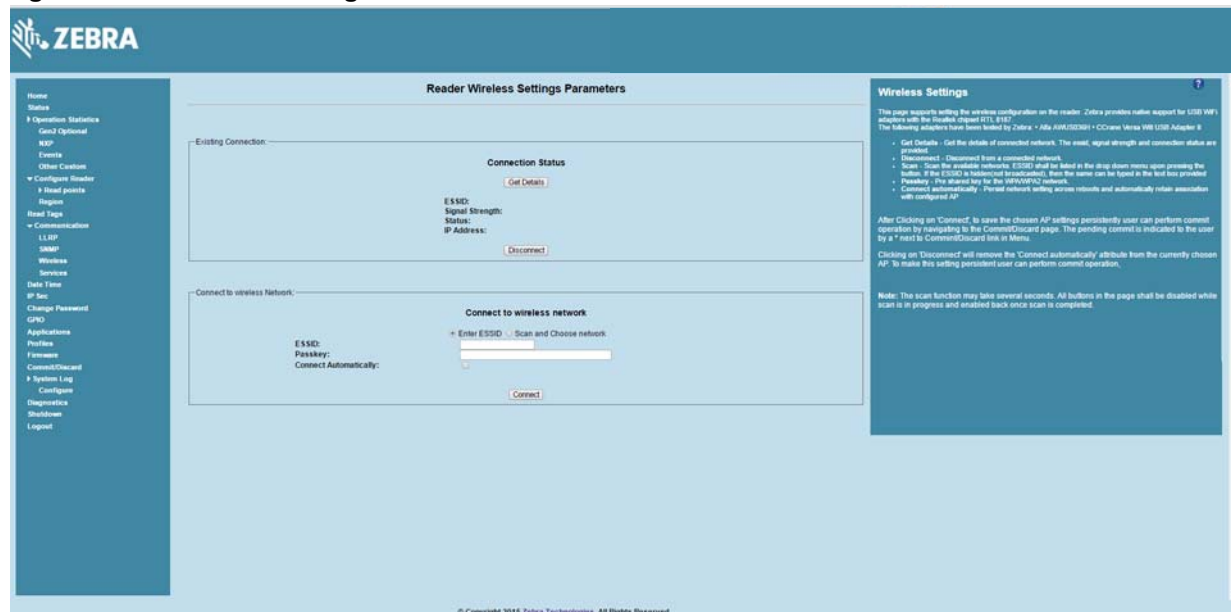 ZEBRA
Home
Status
Operation Statistics
Gen2 Optional
NXP
Events
Other Custom
Configure Reader
Read points
Region
Read Tags
Communication
LLRP
SNMP
Wireless
Services
Date Time
IP Sec
Change Password
GPIO
Applications
Profiles
Firmware
Commit/Discard
System Log
Configure
Diagnostics
Shutdown
Logout
Reader Wireless Settings Parameters
Existing Connection:
Connection Status
Get Details
ESSID:
Signal Strength:
Status:
IP Address:
Disconnect
Connect to wireless Network:
Connect to wireless network
Enter ESSID Scan and Choose network
ESSID:
Passkey:
Connect Automatically:
Connect
?
Wireless Settings
This page supports setting the wireless configuration on the reader. Zebra provides native support for USB WiFi
adaptors with the Realtek chipset RTL 8187.
The following adapters have been tested by Zebra: • Alfa AWUS036H • CCrane Versa Wifi USB Adapter II
• Get Details - Get the details of connected network. The essid, signal strength and connection status are
provided.
• Disconnect - Disconnect from a connected network.
• Scan - Scan the available networks. ESSID shall be listed in the drop down menu upon pressing the
button. If the ESSID is hidden(not broadcasted), then the same can be typed in the text box provided
• Passkey - Pre shared key for the WPA/WPA2 network.
• Connect automatically - Persist network setting across reboots and automatically retain association
with configured AP
After Clicking on 'Connect', to save the chosen AP settings persistently user can perform commit
operation by navigating to the Commit/Discard page. The pending commit is indicated to the user
by a * next to Commint/Discard link in Menu.
Clicking on 'Disconnect' will remove the 'Connect automatically' attribute from the currently chosen
AP. To make this setting persistent user can perform commit operation,
Note: The scan function may take several seconds. All buttons in the page shall be disabled while
scan is in progress and enabled back once scan is completed.
© Copyright 2015 Zebra Technologies. All Rights Reserved.